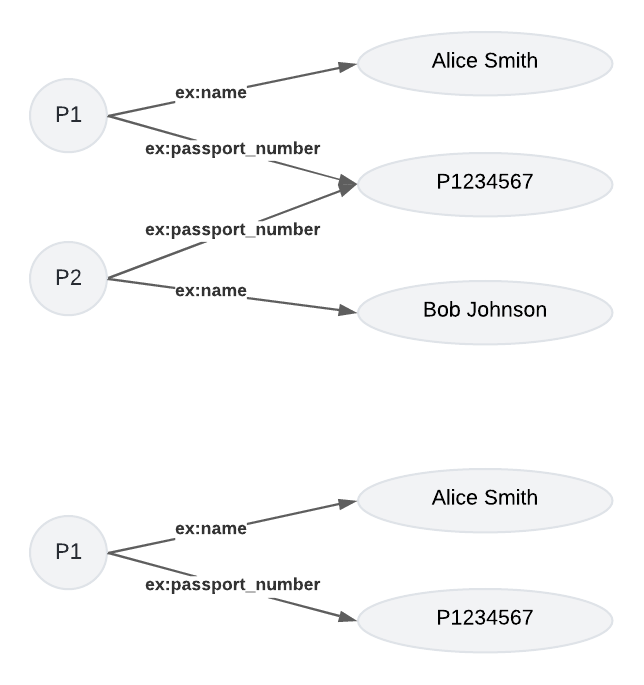 Alice Smith
ex:name
P1
ex:passport_number
P1234567
ex:passport_number
P2
ex:name
Bob Johnson
Alice Smith
ex:name
P1
ex:passport_number
P1234567